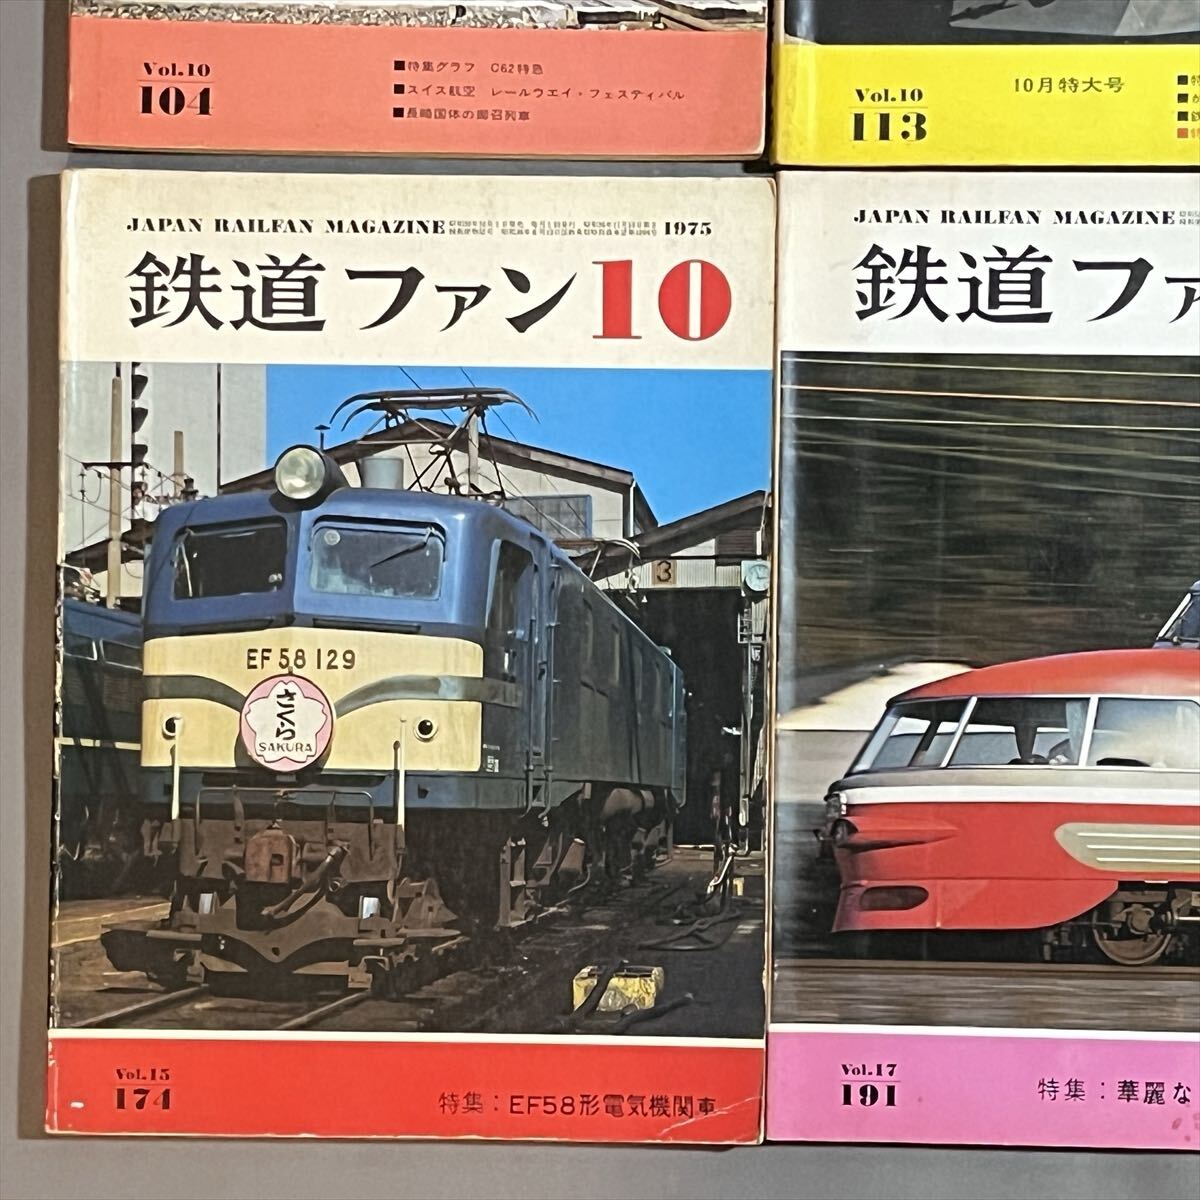 Vol.10
104
■特集グラフ C62特急
■スイス航空 レールウエイ・フェスティバル
■長崎国体の御召列車
Vol.10
113
10月特大号
JAPAN RAILFAN MAGAZINE
1975
鉄道ファン10
3
EF58 129
さくら
SAKURA
Vol.15
174
特集：EF58形電気機関車
JAPAN RAILFAN MAGAZINE
鉄道ファ
Vol.17
191
特集：華麗な